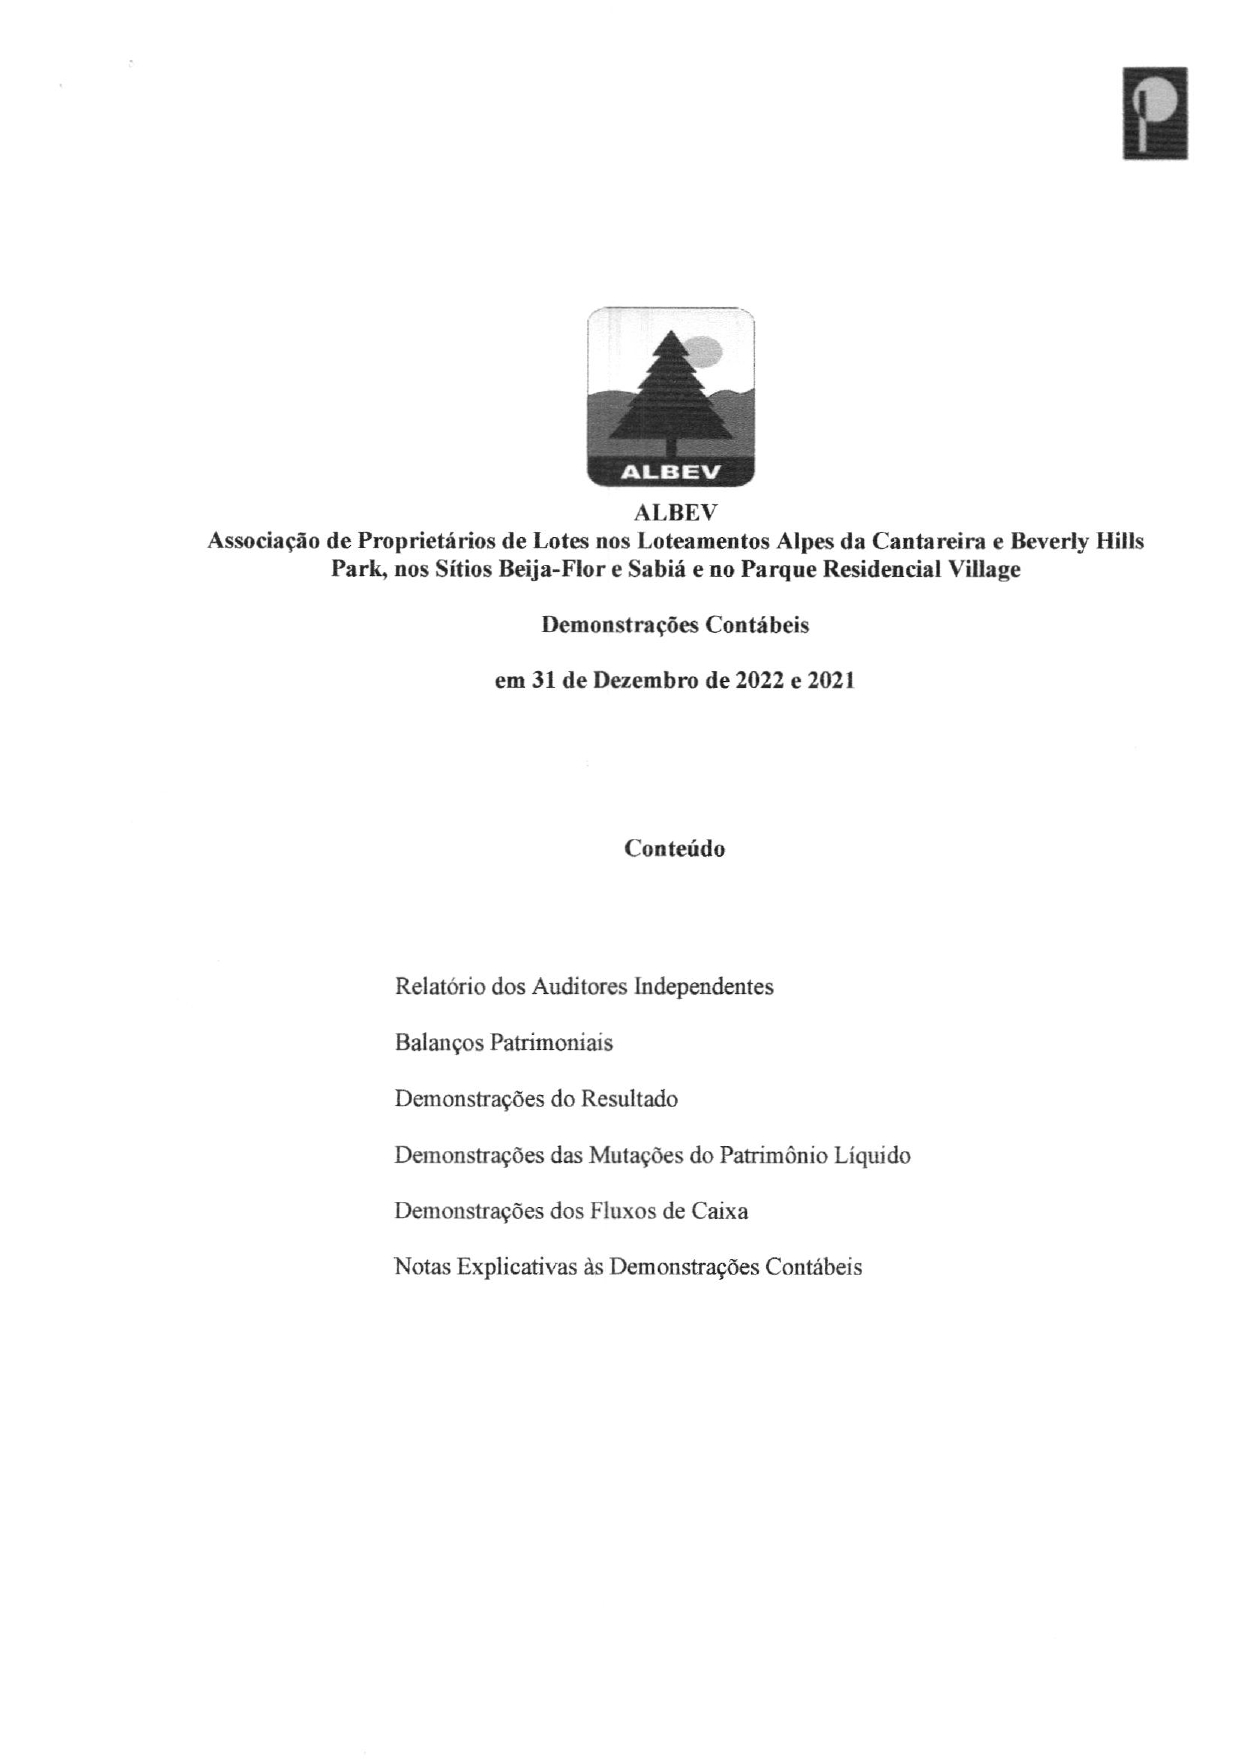 ALBEV
ALBEV
Associação de Proprietários de Lotes nos Loteamentos Alpes da Cantareira e Beverly Hills
Park, nos Sítios Beija-Flor e Sabiá e no Parque Residencial Village
Demonstrações Contábeis
em 31 de Dezembro de 2022 e 2021
Conteúdo
Relatório dos Auditores Independentes
Balanços Patrimoniais
Demonstrações do Resultado
Demonstrações das Mutações do Patrimônio Líquido
Demonstrações dos Fluxos de Caixa
Notas Explicativas às Demonstrações Contábeis